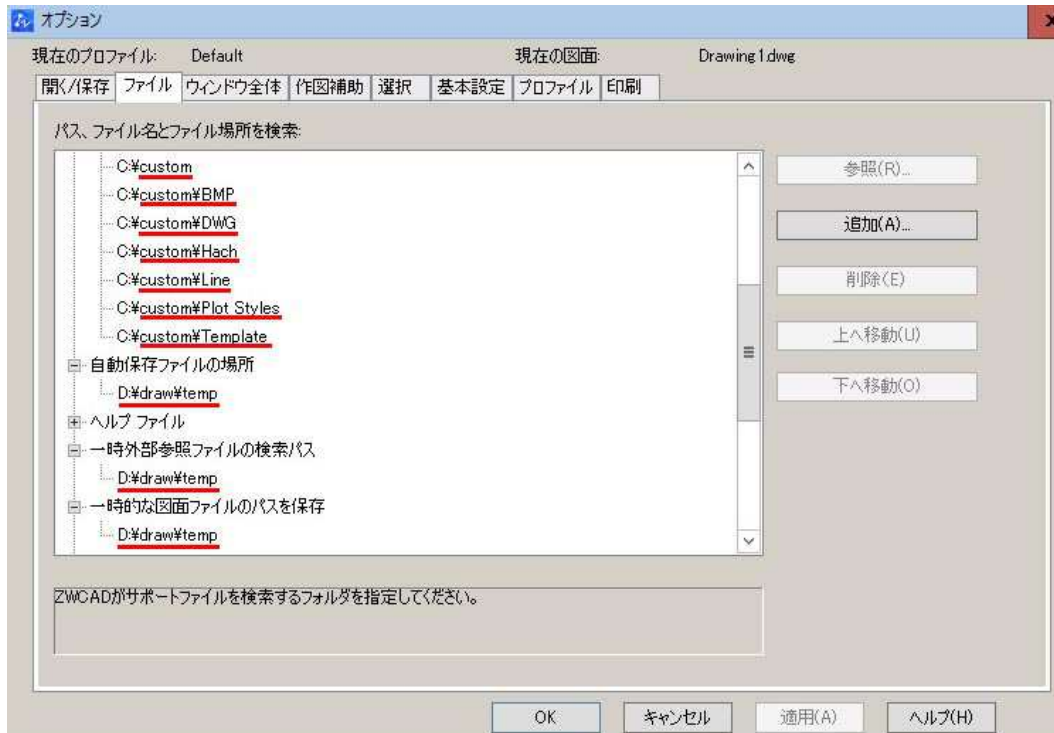 オプション
現在のプロファイル: Default 現在の図面: Drawing1.dwg
開く/保存 ファイル ウィンドウ全体 作図補助 選択 基本設定 プロファイル 印刷
パス、ファイル名とファイル場所を検索:
C:¥custom
C:¥custom¥BMP
C:¥custom¥DWG
C:¥custom¥Hach
C:¥custom¥Line
C:¥custom¥Plot Styles
C:¥custom¥Template
自動保存ファイルの場所
D:¥draw¥temp
ヘルプ ファイル
一時外部参照ファイルの検索パス
D:¥draw¥temp
一時的な図面ファイルのパスを保存
D:¥draw¥temp
参照(R)...
追加(A)...
削除(E)
上へ移動(U)
下へ移動(O)
ZWCADがサポートファイルを検索するフォルダを指定してください。
OK キャンセル 適用(A) ヘルプ(H)